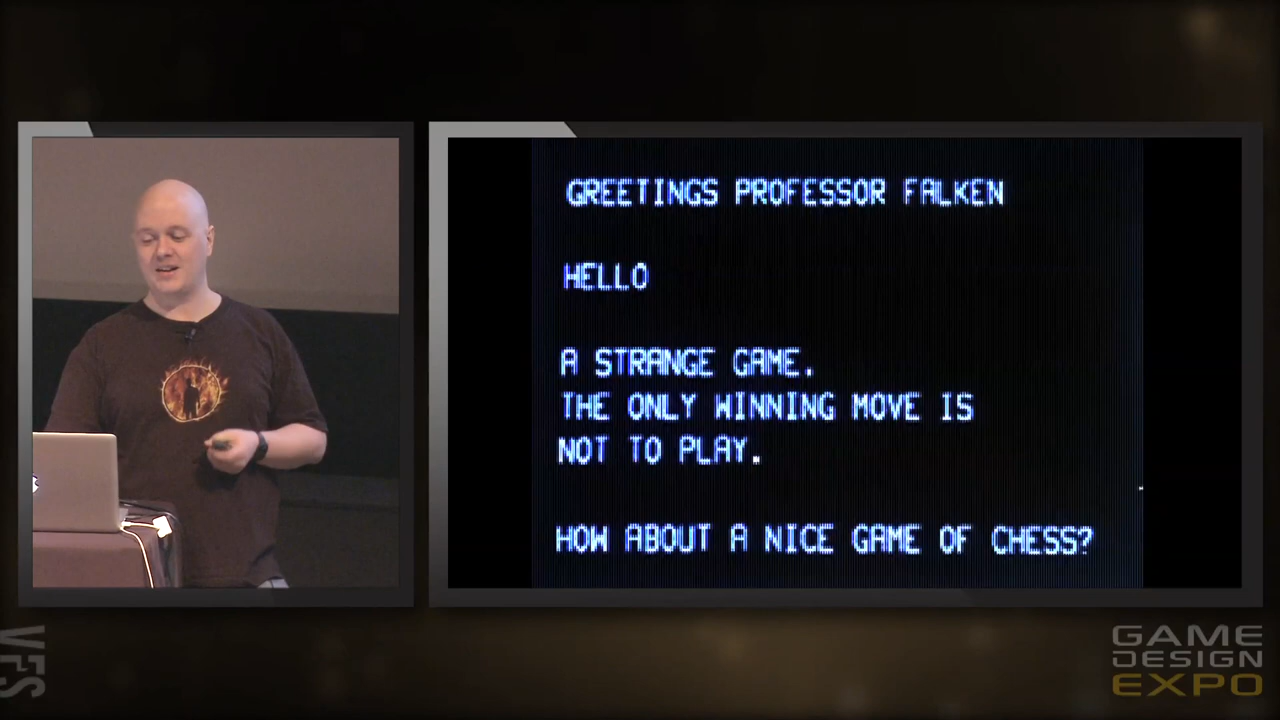 GREETINGS PROFESSOR FALKEN
HELLO
A STRANGE GAME.
THE ONLY WINNING MOVE IS
NOT TO PLAY.
HOW ABOUT A NICE GAME OF CHESS?
VFS
GAME
DESIGN
EXPO